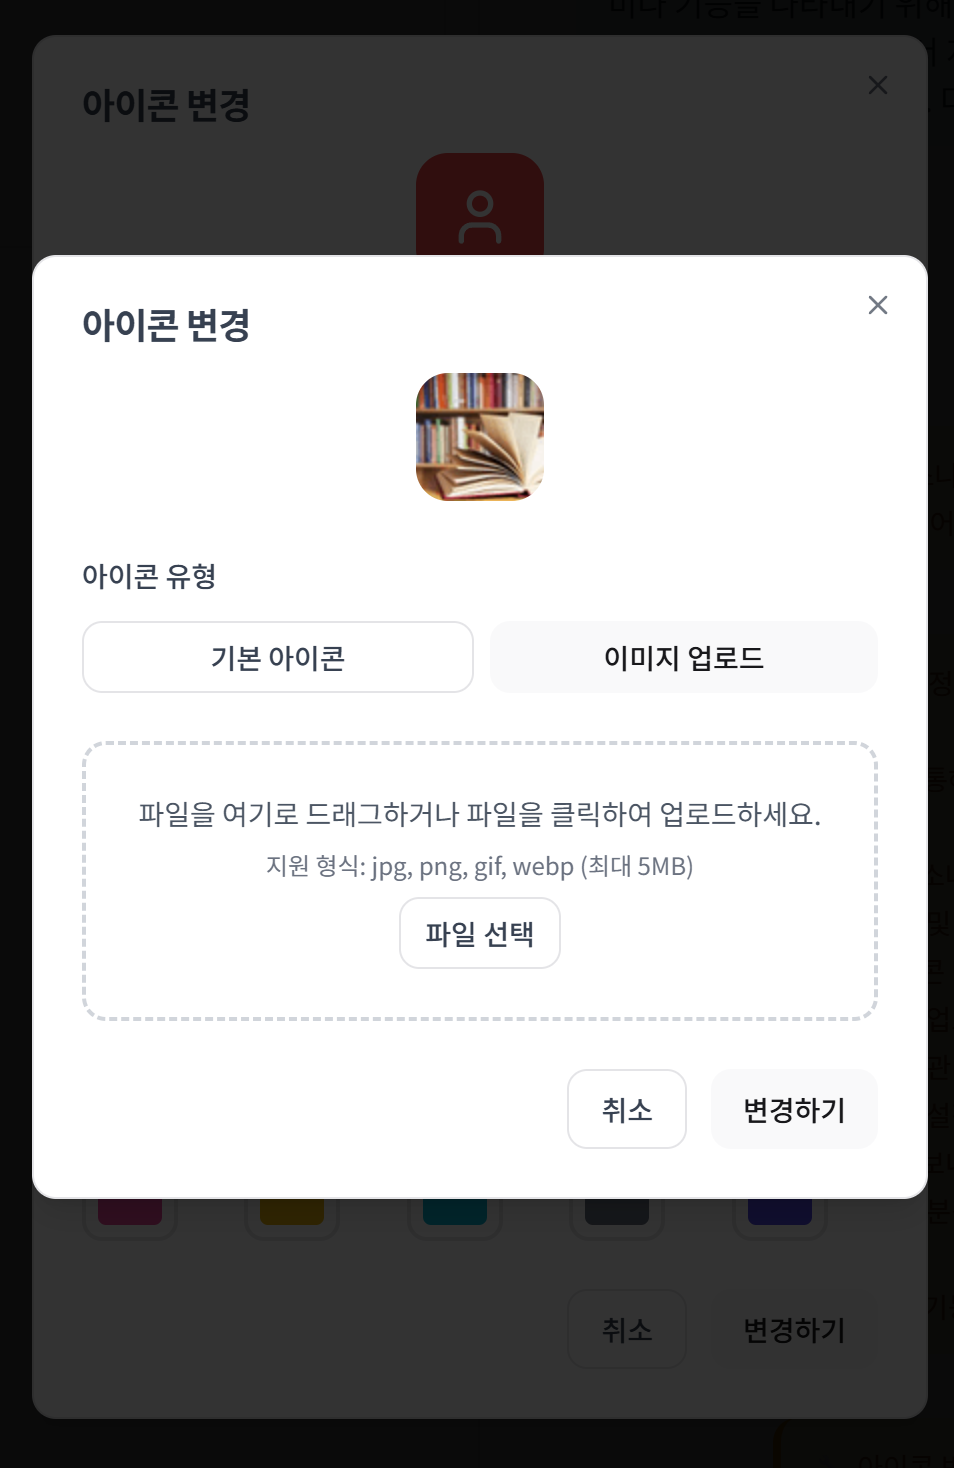 아이콘 변경
아이콘 변경
아이콘 유형
기본 아이콘
이미지 업로드
파일을 여기로 드래그하거나 파일을 클릭하여 업로드하세요.
지원 형식: jpg, png, gif, webp (최대 5MB)
파일 선택
취소
변경하기
취소
변경하기